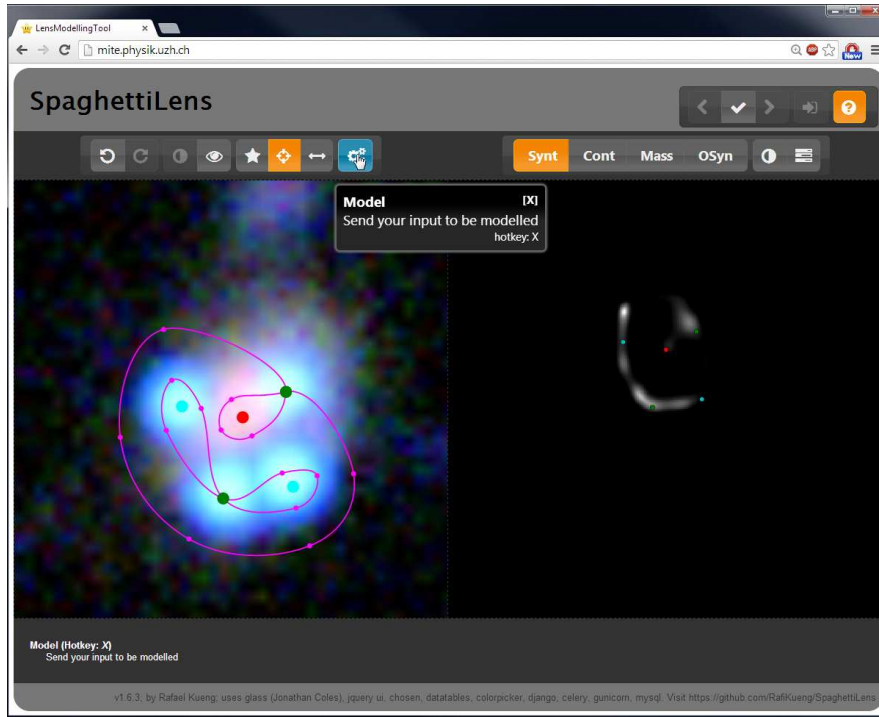 LensModellingTool
mite.physik.uzh.ch
New
SpaghettiLens
?
Synt Cont Mass OSyn
Model [X]
Send your input to be modelled
hotkey: X
Model (Hotkey: X)
Send your input to be modelled
v1.6.3; by Rafael Kueng; uses glass (Jonathan Coles), jquery ui. chosen, datatables, colorpicker, django, celery, gunicorn, mysql. Visit https://github.com/RafiKueng/SpaghettiLens